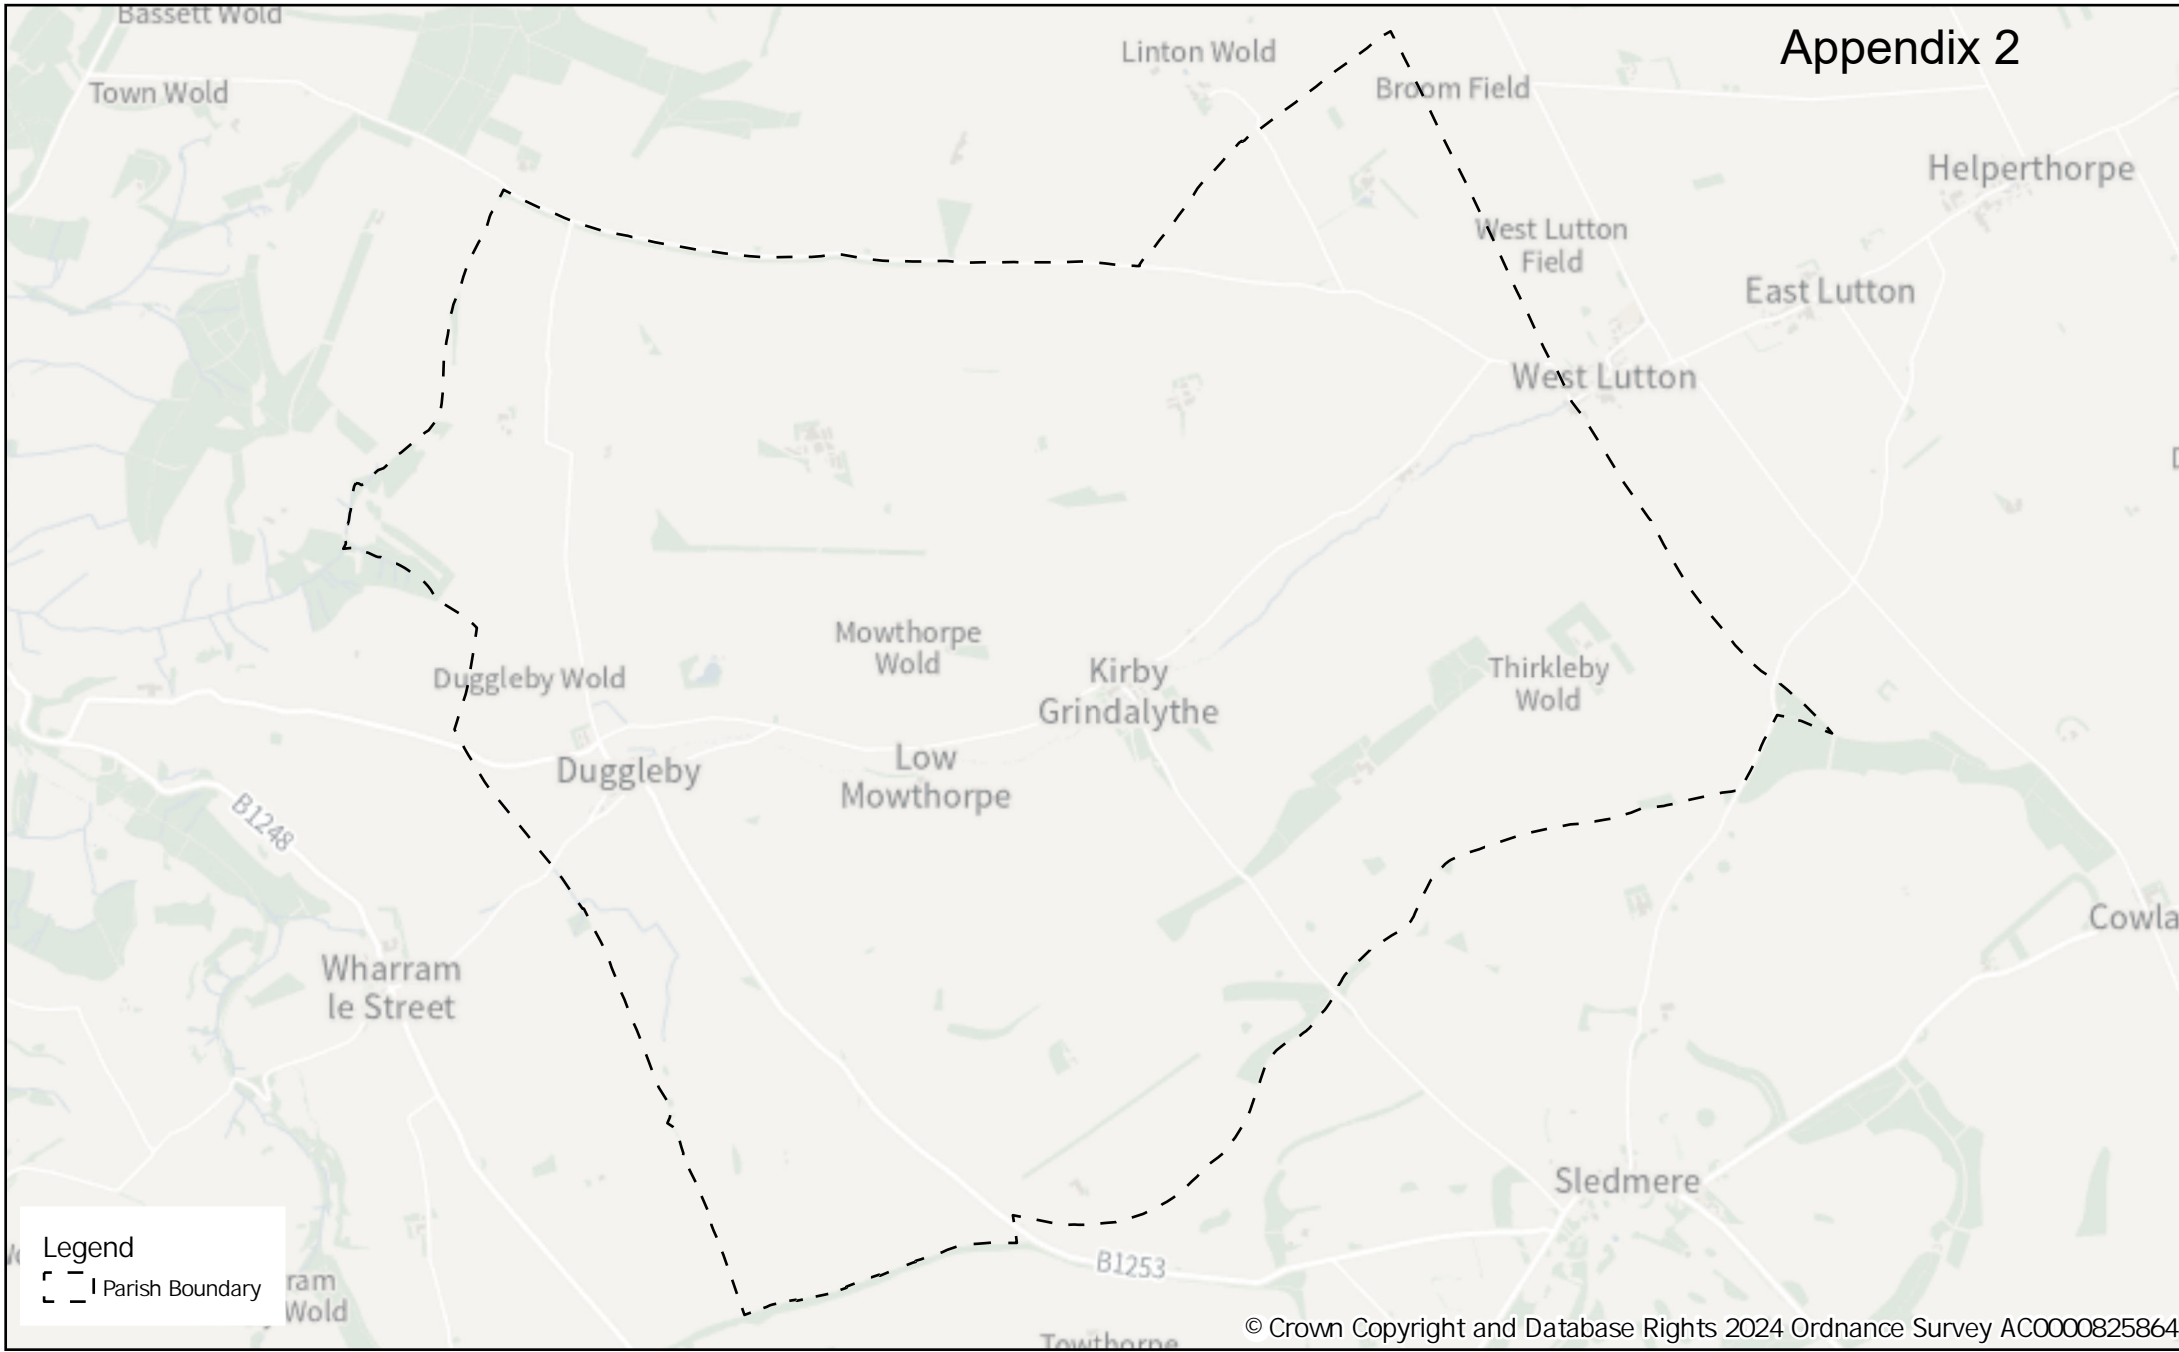 Bassett Wold
Appendix 2
Linton Wold
Town Wold
Broom Field
Helperthorpe
West Lutton
Field
East Lutton
West Lutton
Mowthorpe
Wold
Kirby
Grindalythe
Thirkleby
Wold
Duggleby Wold
Duggleby
Low
Mowthorpe
B1248
Cowla
Wharram
le Street
Sledmere
B1253
Legend
Parish Boundary
ram
Wold
Towthorpe
© Crown Copyright and Database Rights 2024 Ordnance Survey AC0000825864